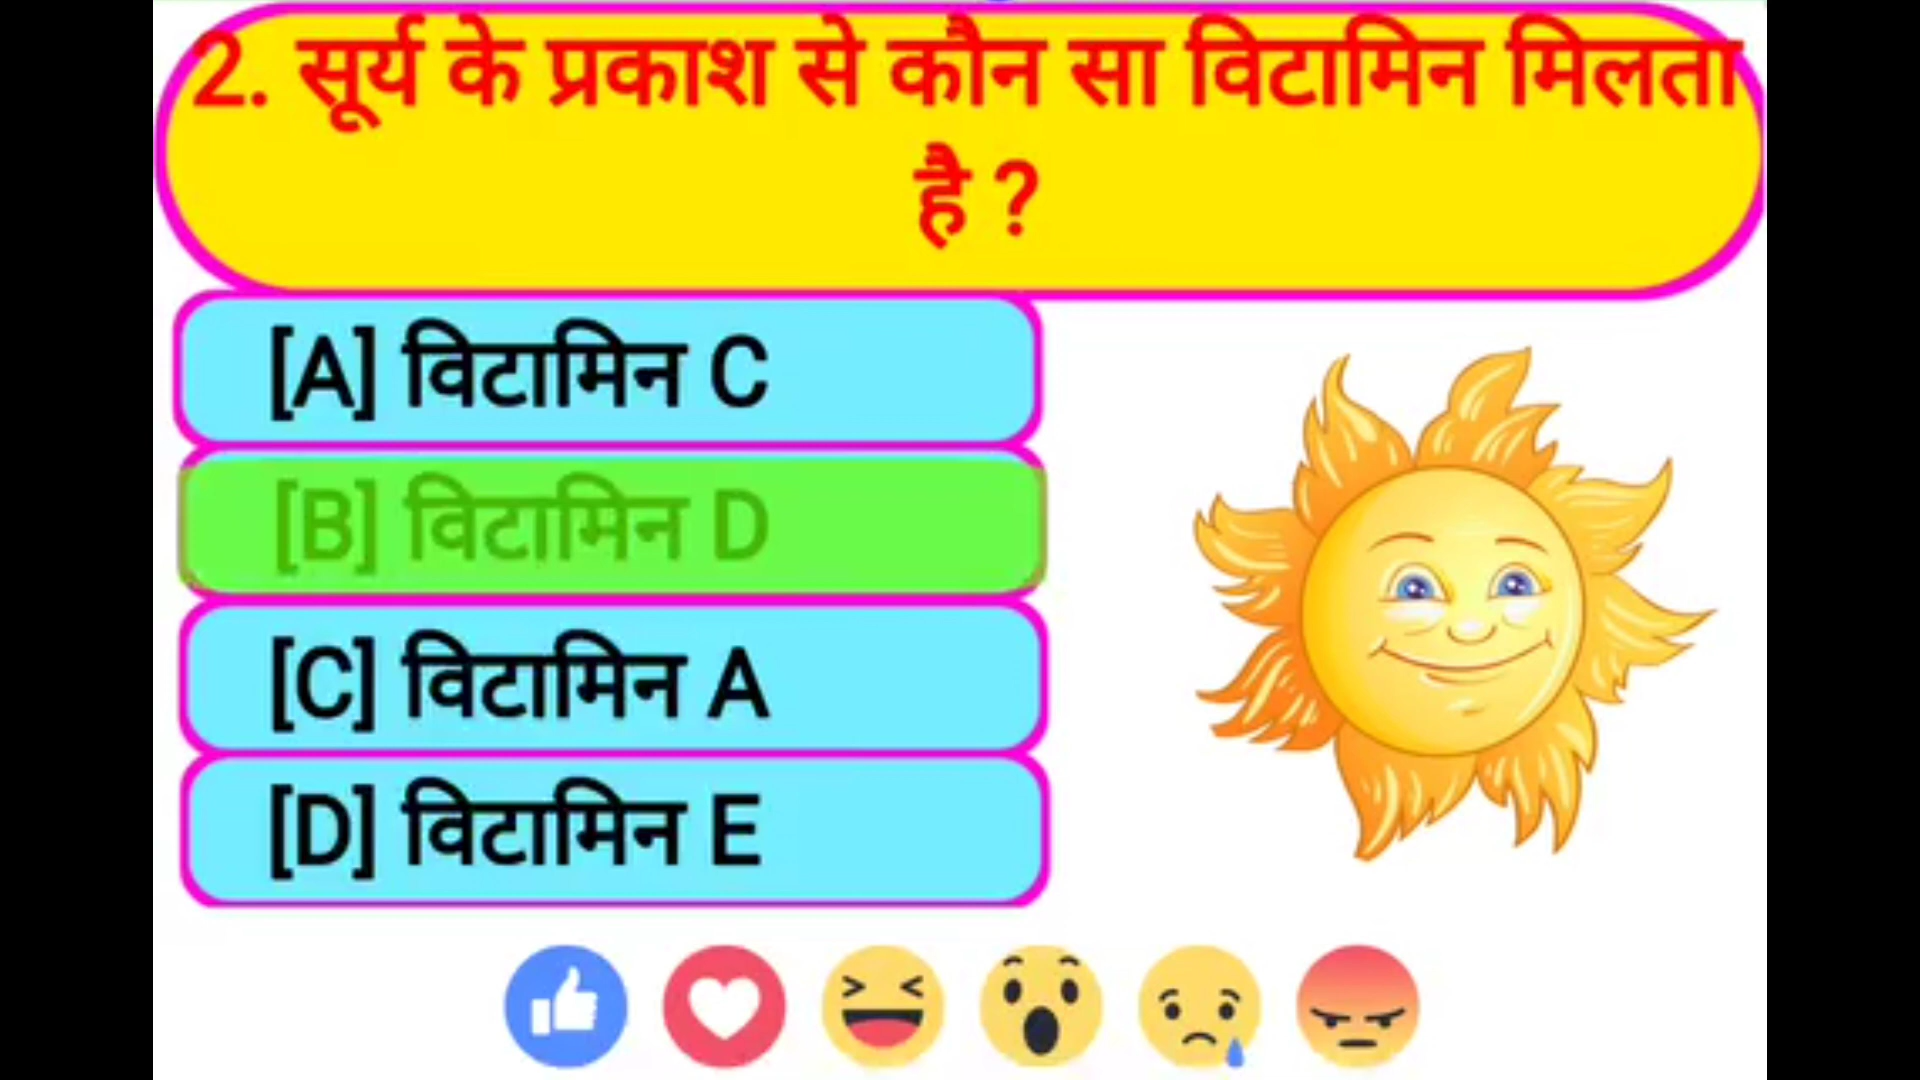 2. सूर्य के प्रकाश से कौन सा विटामिन मिलता
है ?
[A] विटामिन C
[B] विटामिन D
[C] विटामिन A
[D] विटामिन E